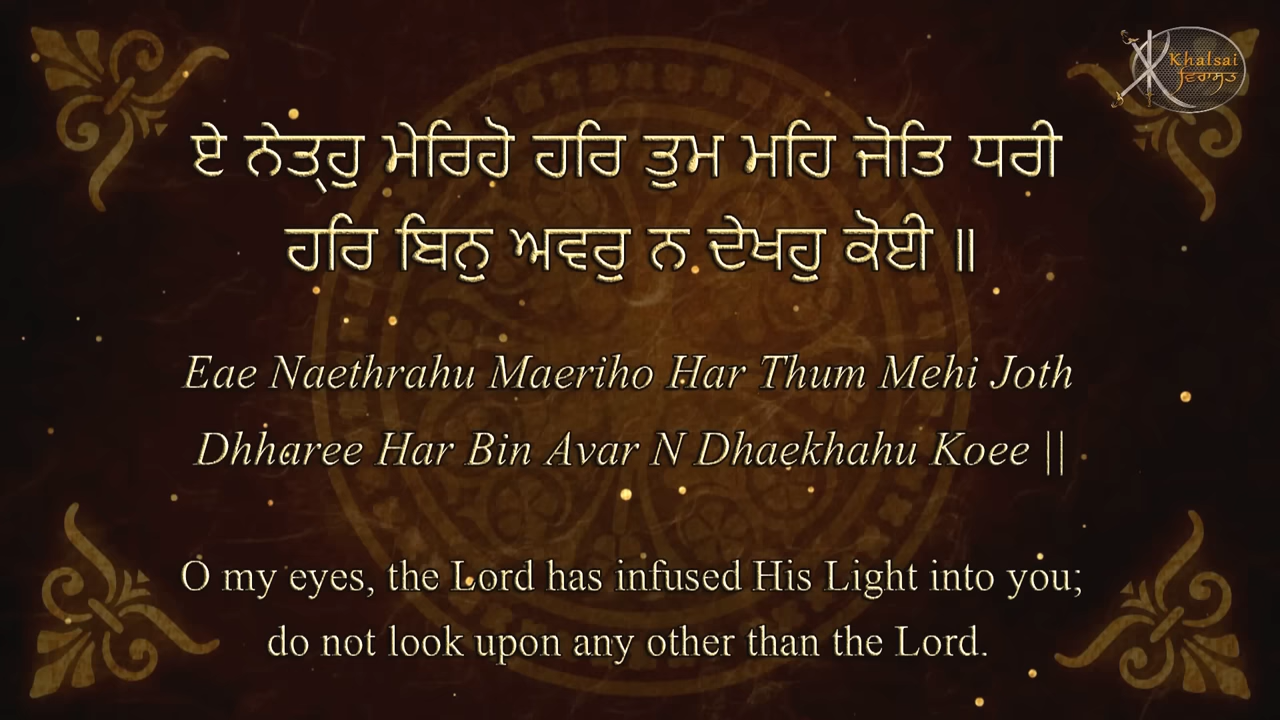 Khalsai
ਵਿਰਾਸਤ
ਏ ਨੇਤ੍ਰਹੁ ਮੇਰਿਹੋ ਹਰਿ ਤੁਮ ਮਹਿ ਜੋਤਿ ਧਰੀ
ਹਰਿ ਬਿਨੁ ਅਵਰੁ ਨ ਦੇਖਹੁ ਕੋਈ ॥
Eae Naethrahu Maeriho Har Thum Mehi Joth
Dhharee Har Bin Avar N Dhaekhahu Koee ||
O my eyes, the Lord has infused His Light into you;
do not look upon any other than the Lord.